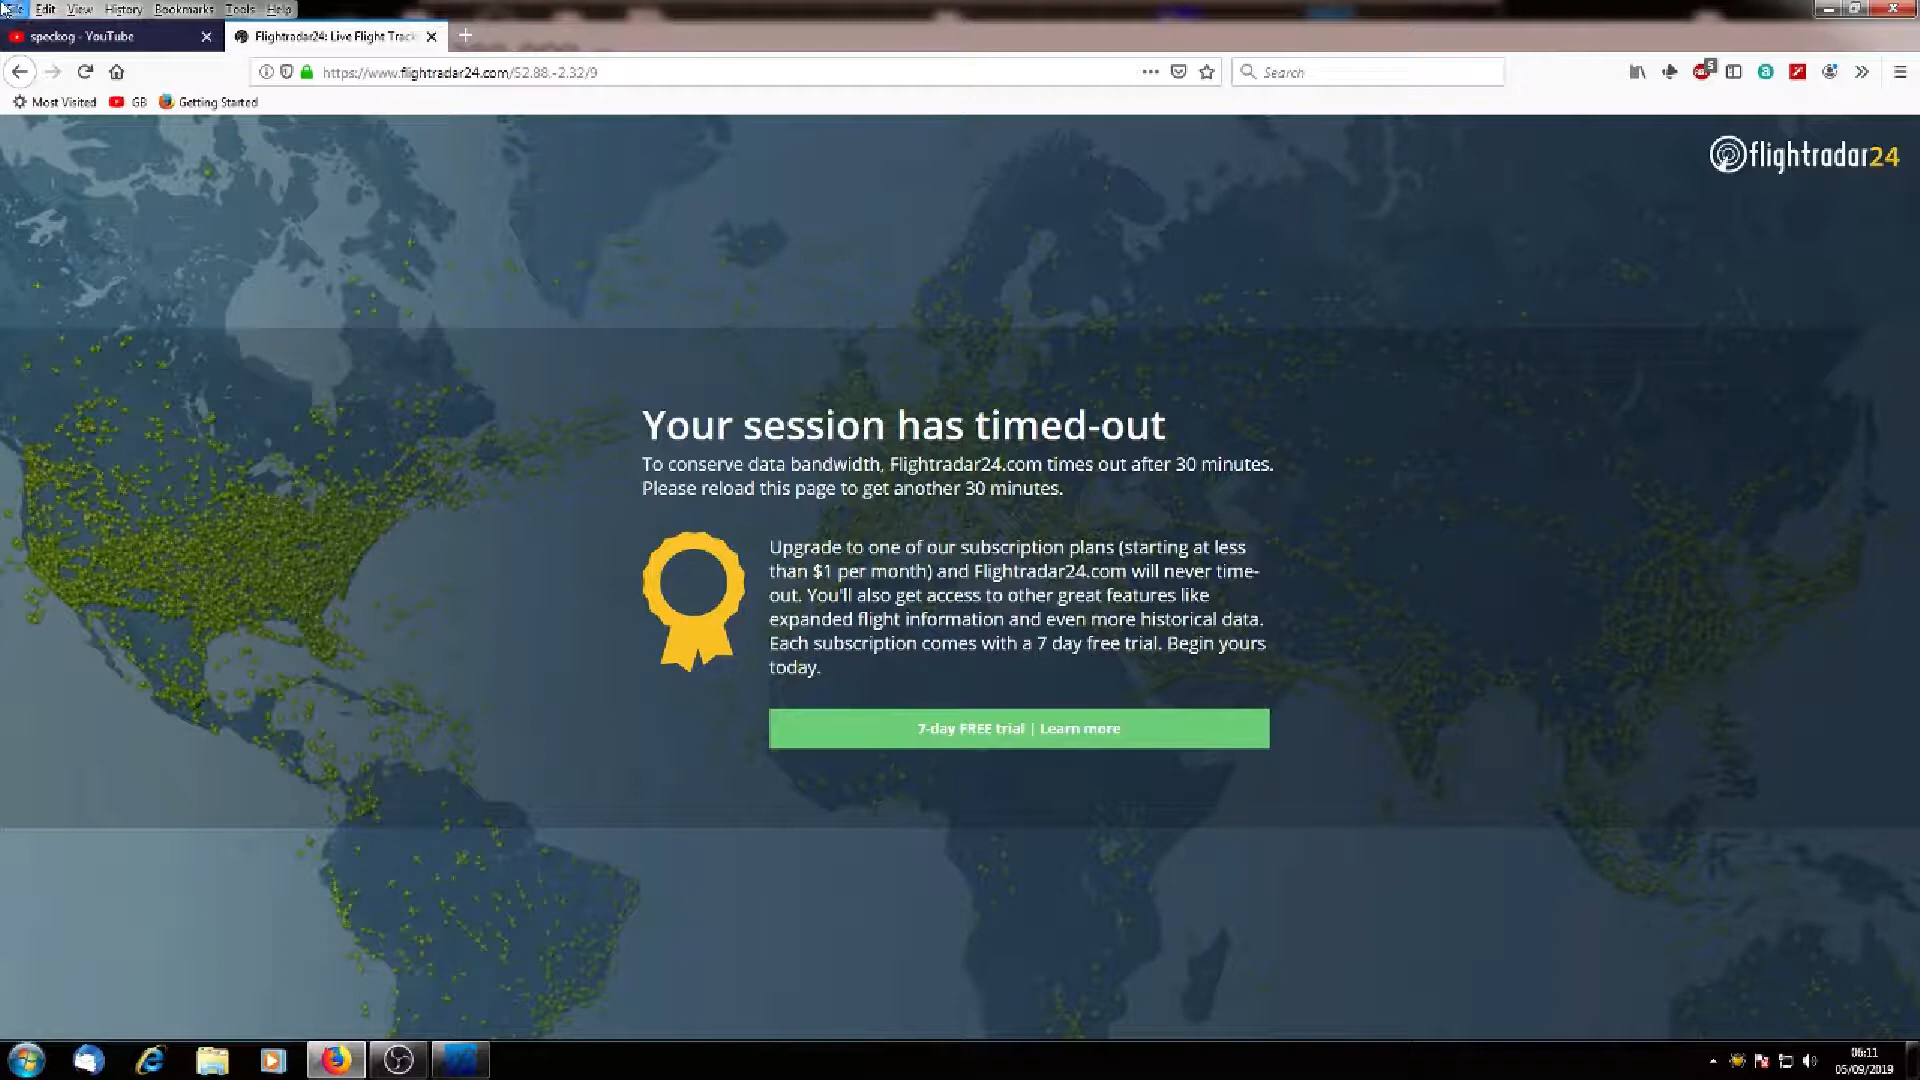 File Edit View History Bookmarks Tools Help
speckog - YouTube
Flightradar24: Live Flight Track
https://www.flightradar24.com/52.88,-2.32/9
Search
5
Most Visited GB Getting Started
flightradar24
Your session has timed-out
To conserve data bandwidth, Flightradar24.com times out after 30 minutes.
Please reload this page to get another 30 minutes.
Upgrade to one of our subscription plans (starting at less
than $1 per month) and Flightradar24.com will never time-
out. You'll also get access to other great features like
expanded flight information and even more historical data.
Each subscription comes with a 7 day free trial. Begin yours
today.
7-day FREE trial | Learn more
06:11
05/09/2019